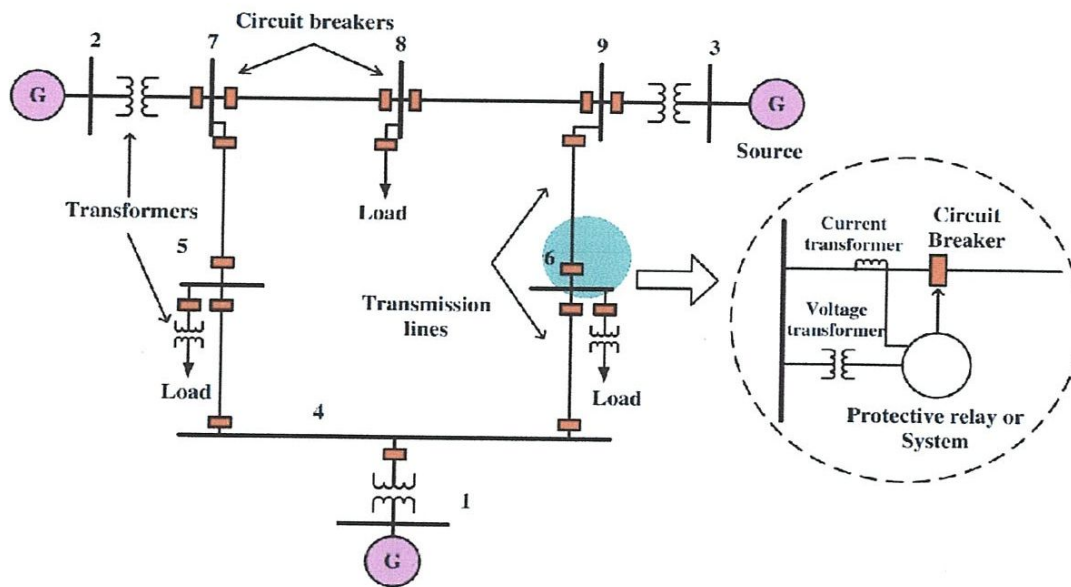 Circuit breakers
2
7
8
9
3
G
G
Source
Transformers
Load
5
6
Transmission
lines
Current
transformer
Circuit
Breaker
Voltage
transformer
Load
Load
4
Protective relay or
System
1
G